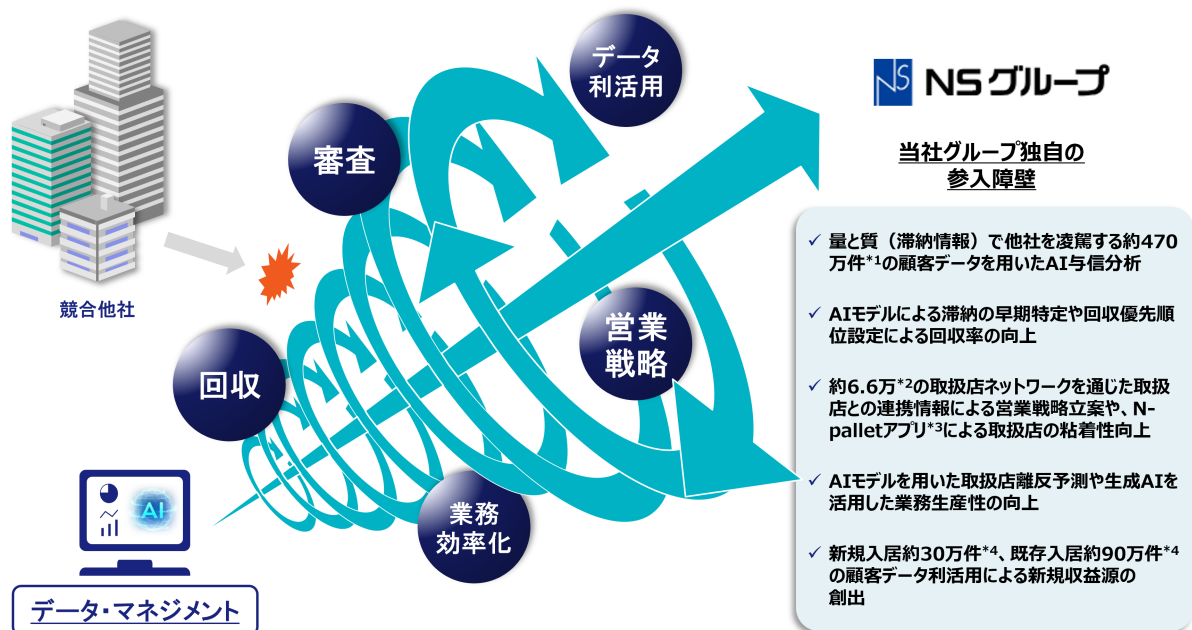 データ
利活用
審査
NS
NSグループ
当社グループ独自の
参入障壁
競合他社
営業
戦略
回収
業務
効率化
AI
データ・マネジメント
✓ 量と質（滞納情報）で他社を凌駕する約470
万件*1の顧客データを用いたAI与信分析
✓ AIモデルによる滞納の早期特定や回収優先順
位設定による回収率の向上
✓ 約6.6万*2の取扱店ネットワークを通じた取扱
店との連携情報による営業戦略立案や、N-
palletアプリ*3による取扱店の粘着性向上
✓ AIモデルを用いた取扱店離反予測や生成AIを
活用した業務生産性の向上
✓ 新規入居約30万件*4、既存入居約90万件*4
の顧客データ利活用による新規収益源の
創出